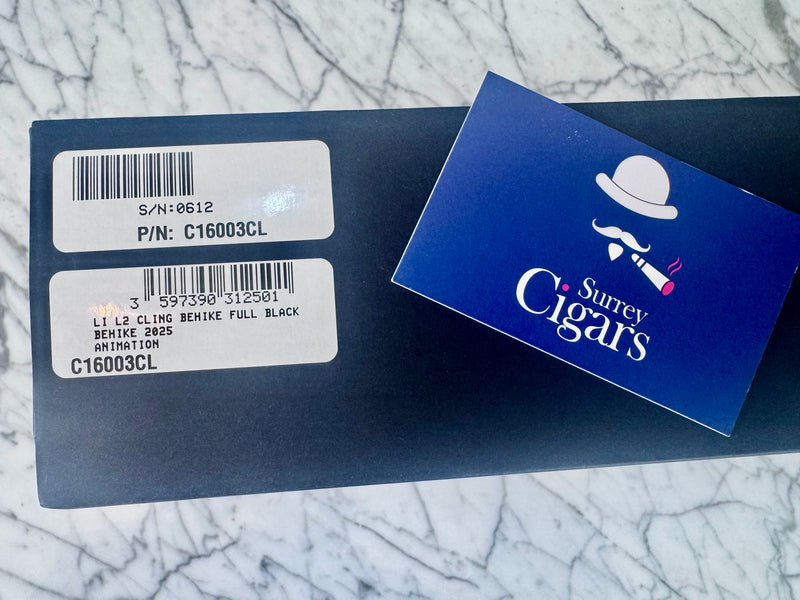 S/N:0612
P/N: C16003CL
3 597390 312501
LI L2 CLING BEHIKE FULL BLACK
BEHIKE 2025
ANIMATION
C16003CL
Surrey
Cigars